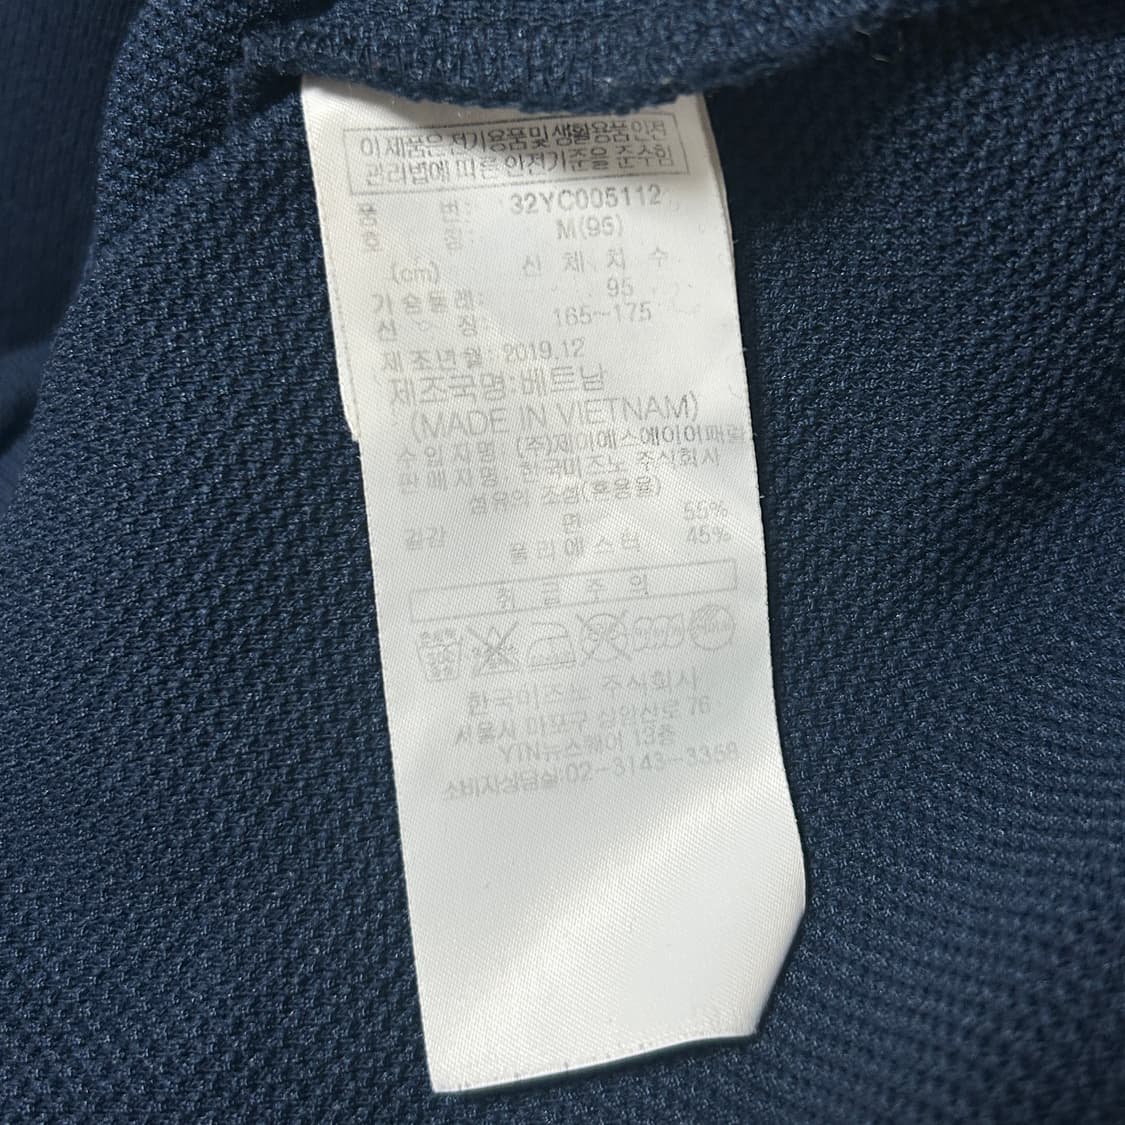 이 제품은 전기용품 및 생활용품 안전
관리법에 따른 안전기준을 준수함
품 번: 32YC005112
호 칭: M(95)
(cm) 신 체 치 수
가슴둘레: 95
신 장: 165~175
제조년월: 2019.12
제조국명:베트남
(MADE IN VIETNAM)
수입자명 (주)제이에스에이어패럴
판매자명: 한국미즈노 주식회사
섬유의 조성(혼용율)
면 55%
겉감 폴리에스터 45%
취 급 주 의
한국미즈노 주식회사
서울시 마포구 상암산로 76
YTN뉴스퀘어 13층
소비자상담실:02-3143-3358